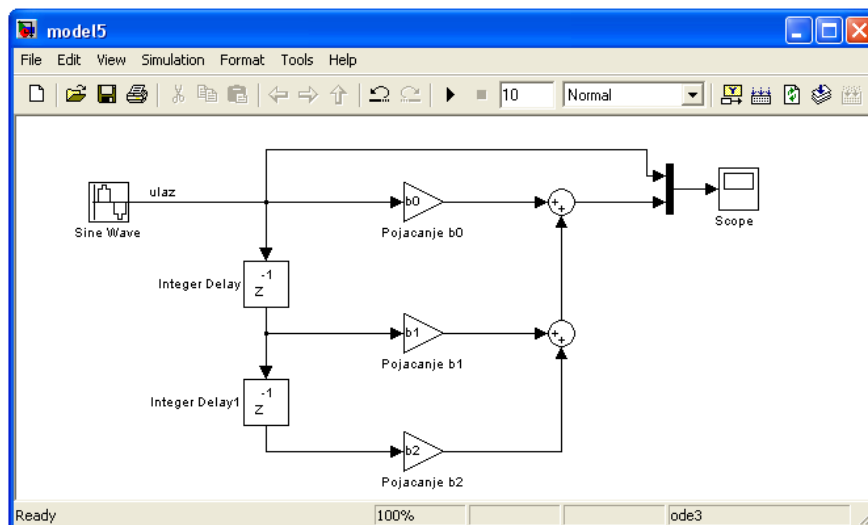 model5
File Edit View Simulation Format Tools Help
10 Normal
ulaz
Sine Wave
b0
Pojacanje b0
+
+
Scope
Integer Delay
-1
z
b1
Pojacanje b1
+
+
Integer Delay1
-1
z
b2
Pojacanje b2
Ready 100% ode3